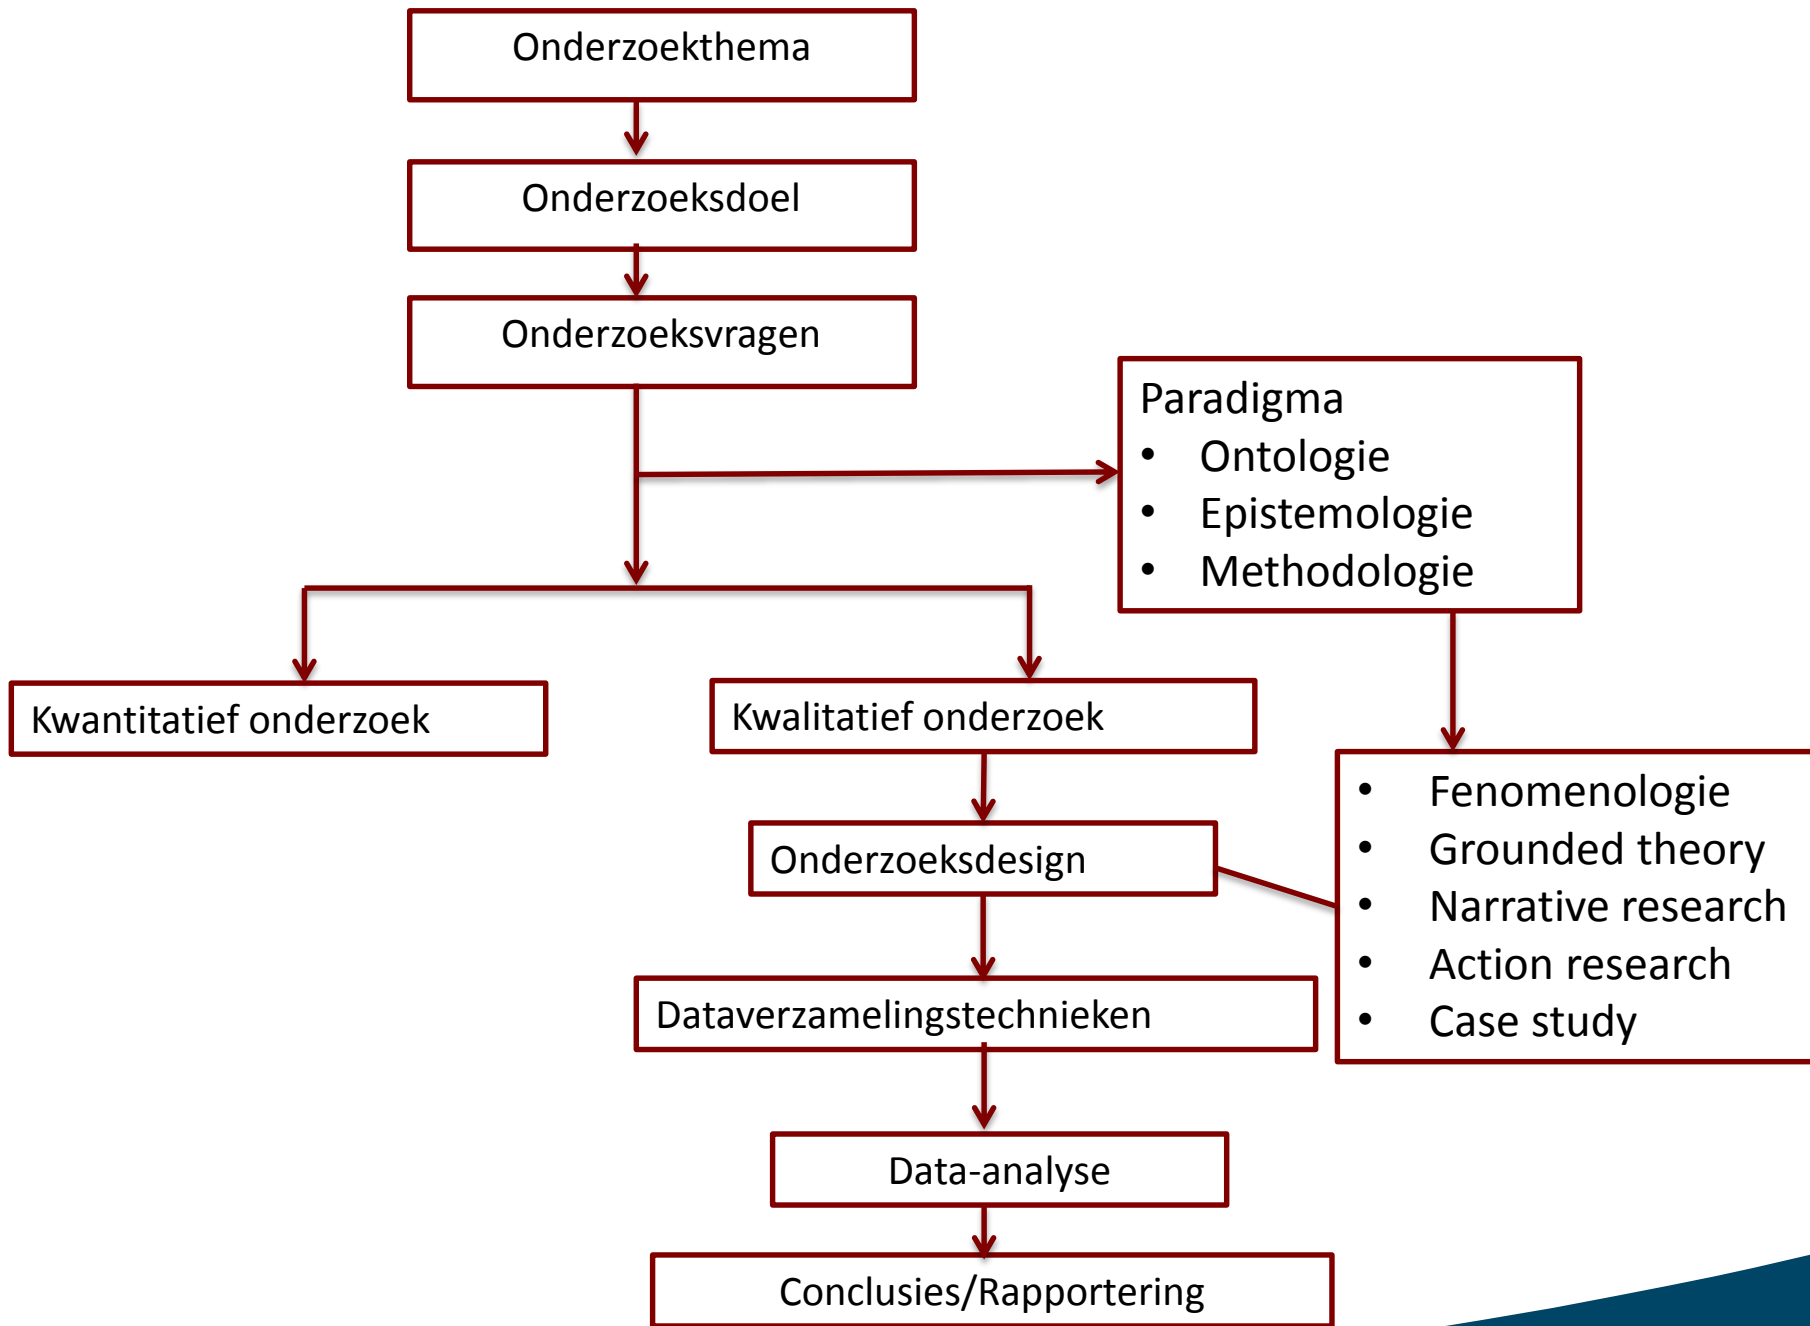 Onderzoekthema
Onderzoeksdoel
Onderzoeksvragen
Paradigma
• Ontologie
• Epistemologie
• Methodologie
Kwantitatief onderzoek
Kwalitatief onderzoek
Onderzoeksdesign
• Fenomenologie
• Grounded theory
• Narrative research
• Action research
• Case study
Dataverzamelingstechnieken
Data-analyse
Conclusies/Rapportering